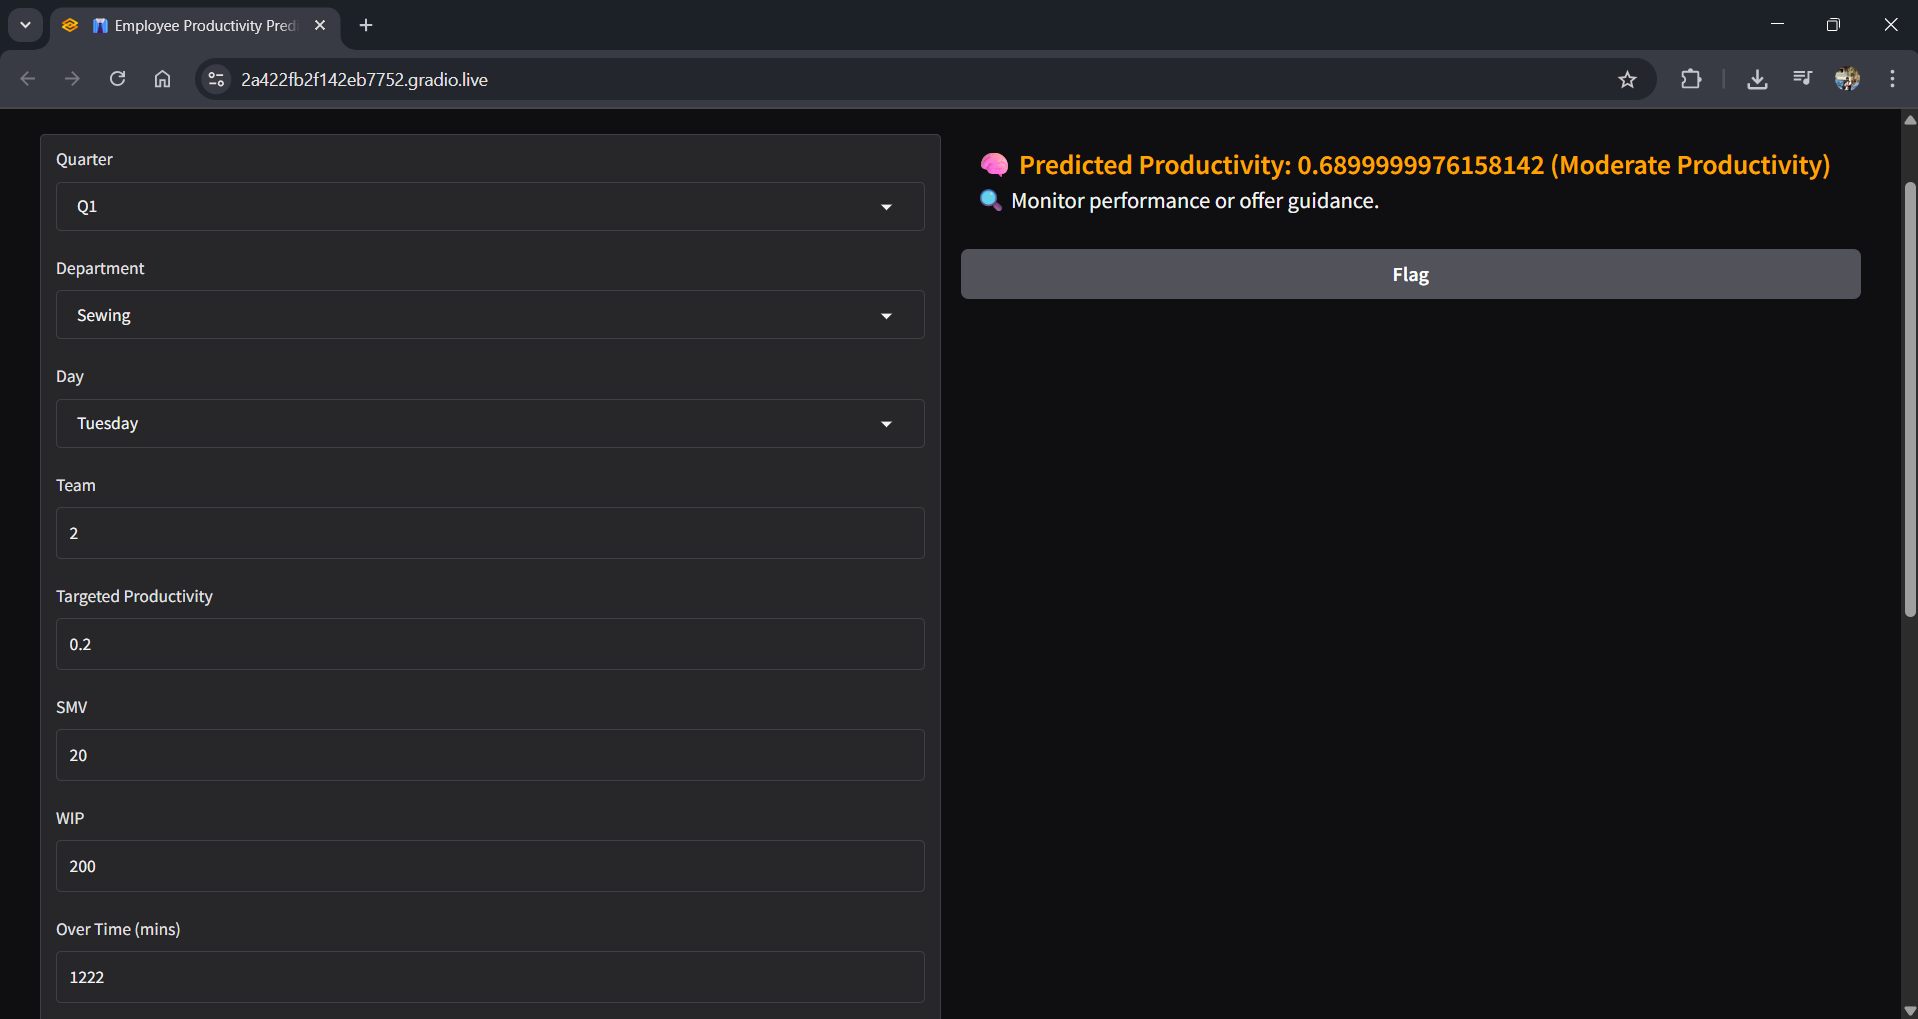 Employee Productivity Pred
2a422fb2f142eb7752.gradio.live
Quarter
Q1
Department
Sewing
Day
Tuesday
Team
2
Targeted Productivity
0.2
SMV
20
WIP
200
Over Time (mins)
1222
Predicted Productivity: 0.6899999976158142 (Moderate Productivity)
Monitor performance or offer guidance.
Flag